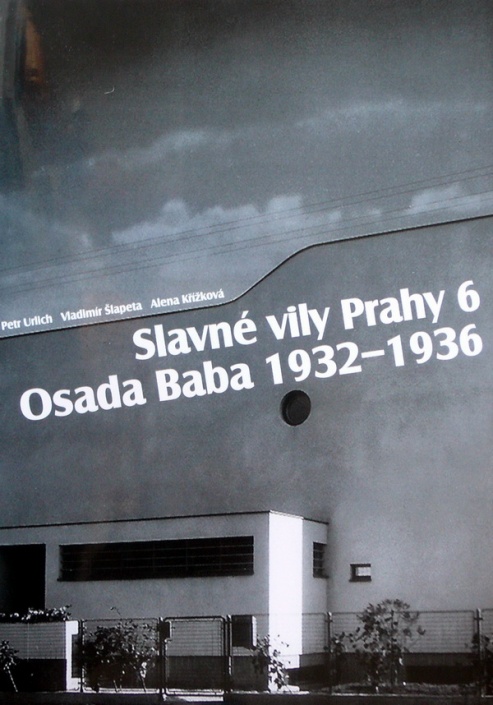 Petr Urlich Vladimír Šlapeta Alena Křížková
Slavné vily Prahy 6
Osada Baba 1932–1936